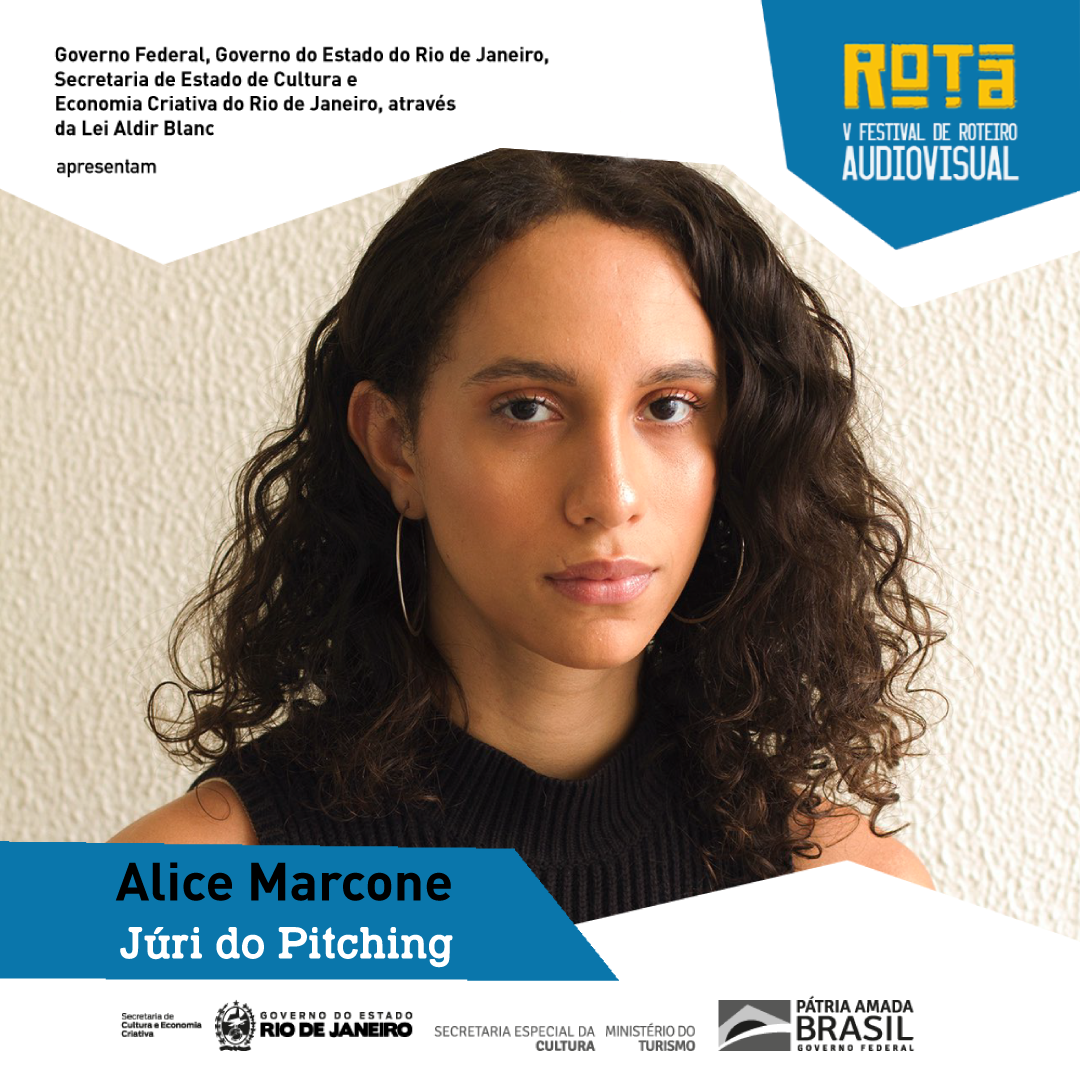 Governo Federal, Governo do Estado do Rio de Janeiro,
Secretaria de Estado de Cultura e
Economia Criativa do Rio de Janeiro, através
da Lei Aldir Blanc
apresentam
ROTA
V FESTIVAL DE ROTEIRO
AUDIOVISUAL
Alice Marcone
Júri do Pitching
Secretaria de
Cultura e Economia
Criativa
GOVERNO DO ESTADO
RIO DE JANEIRO
SECRETARIA ESPECIAL DA
CULTURA
MINISTÉRIO DO
TURISMO
PÁTRIA AMADA
BRASIL
GOVERNO FEDERAL